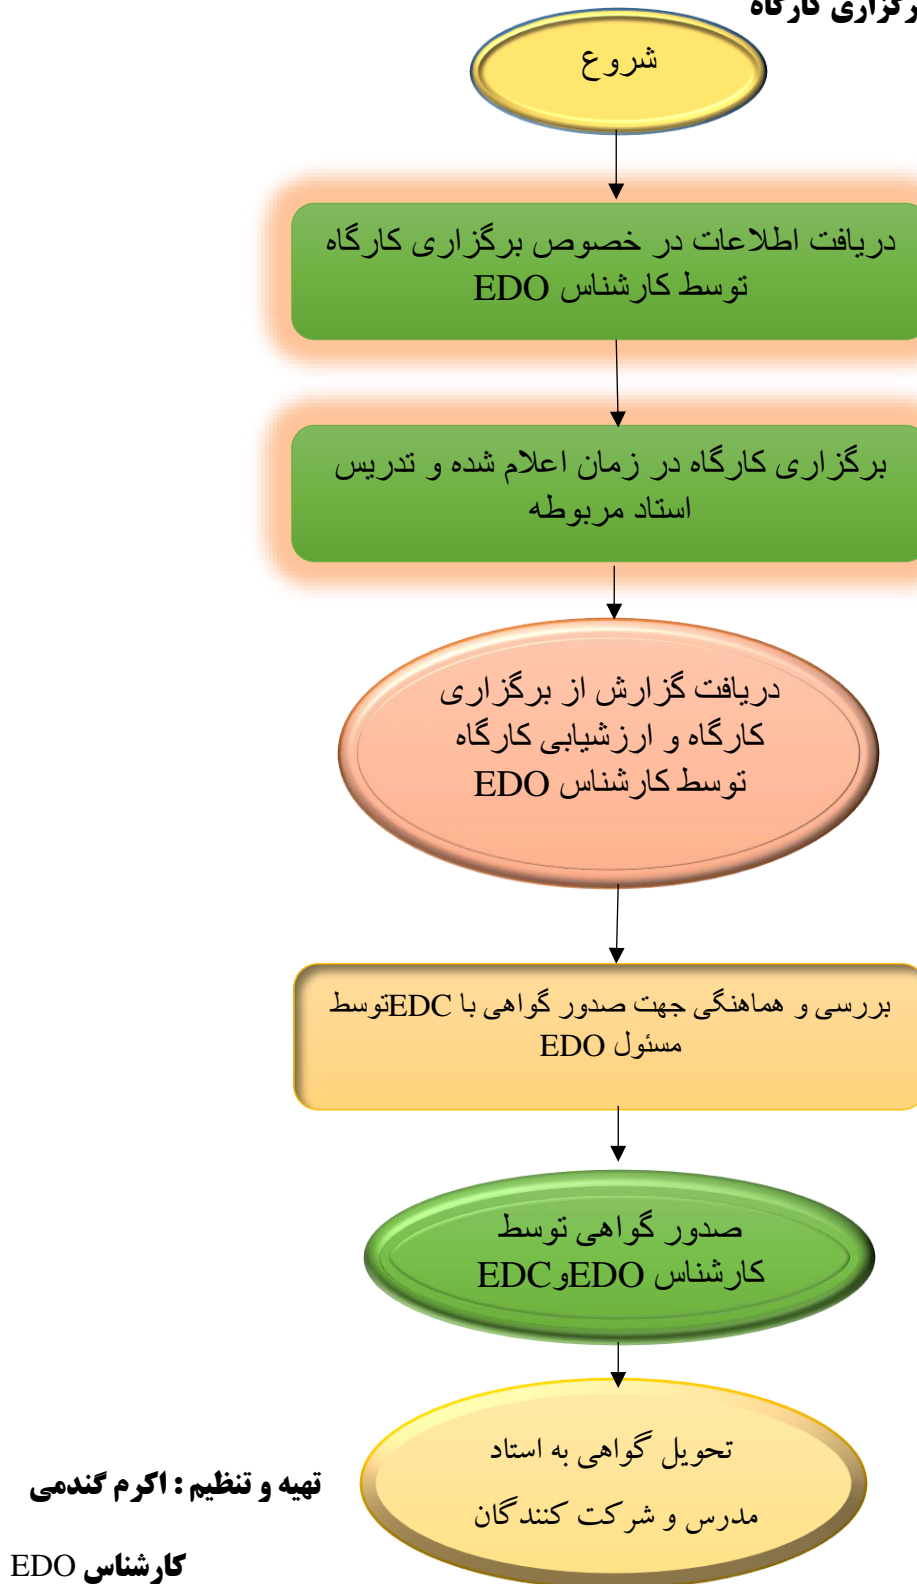 برگزاری کارگاه
شروع
دریافت اطلاعات در خصوص برگزاری کارگاه
توسط کارشناس EDO
برگزاری کارگاه در زمان اعلام شده و تدریس
استاد مربوطه
دریافت گزارش از برگزاری
کارگاه و ارزشیابی کارگاه
توسط کارشناس EDO
بررسی و هماهنگی جهت صدور گواهی با EDCتوسط
مسئول EDO
صدور گواهی توسط
کارشناس EDOوEDC
تحویل گواهی به استاد
مدرس و شرکت کنندگان
تهیه و تنظیم : اکرم گندمی
کارشناس EDO